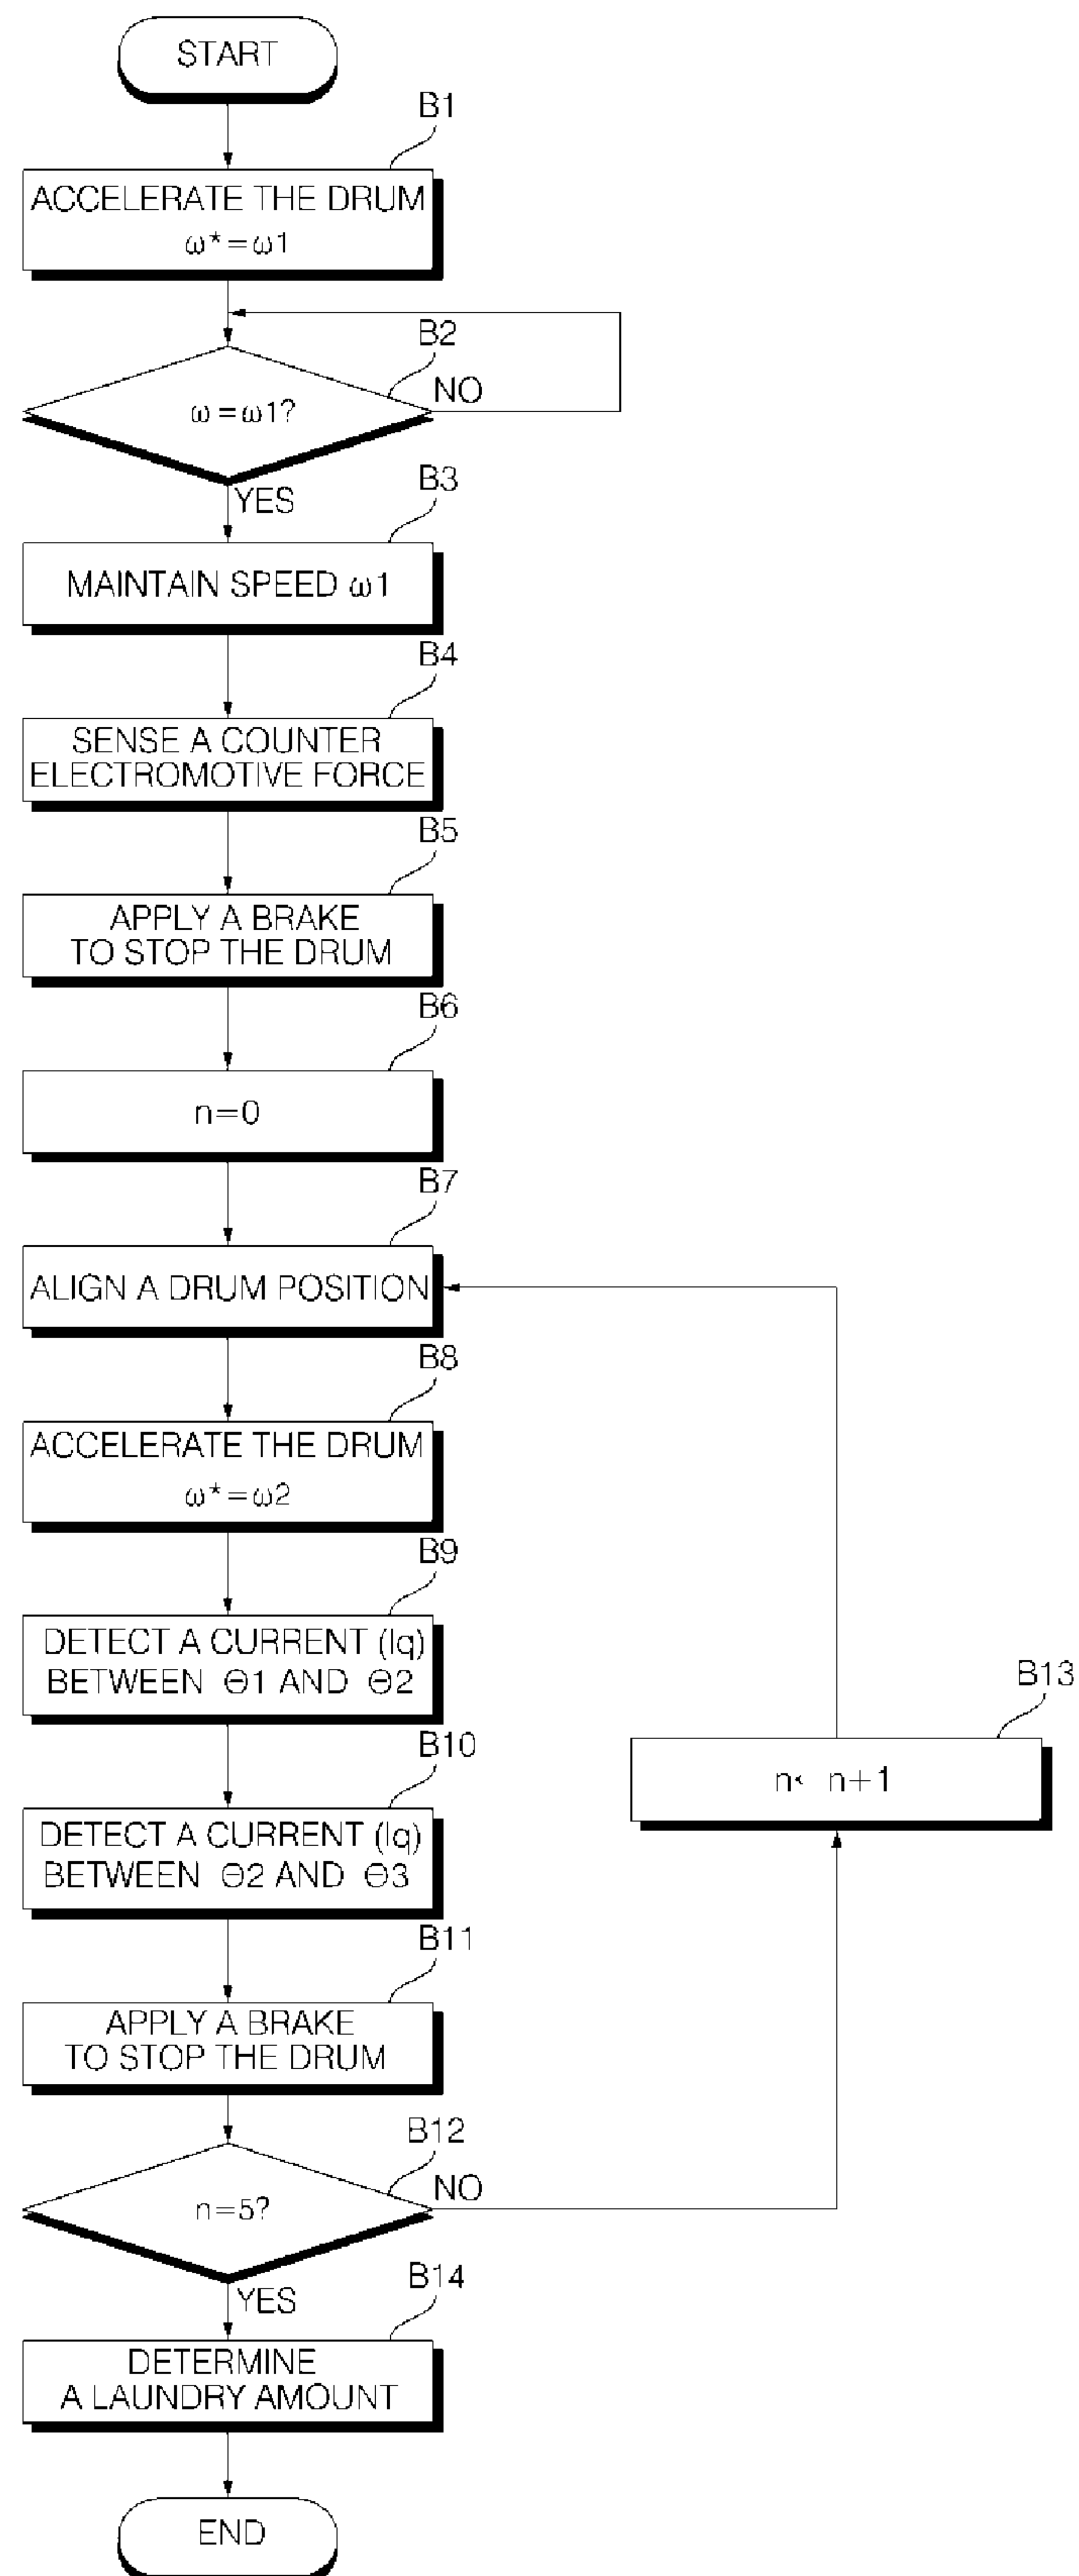 START
B1
ACCELERATE THE DRUM
ω*=ω1
B2
ω=ω1?
NO
YES
B3
MAINTAIN SPEED ω1
B4
SENSE A COUNTER
ELECTROMOTIVE FORCE
B5
APPLY A BRAKE
TO STOP THE DRUM
B6
n=0
B7
ALIGN A DRUM POSITION
B8
ACCELERATE THE DRUM
ω*=ω2
B9
DETECT A CURRENT (Iq)
BETWEEN Θ1 AND Θ2
B10
DETECT A CURRENT (Iq)
BETWEEN Θ2 AND Θ3
B13
n← n+1
B11
APPLY A BRAKE
TO STOP THE DRUM
B12
n=5?
NO
YES
B14
DETERMINE
A LAUNDRY AMOUNT
END